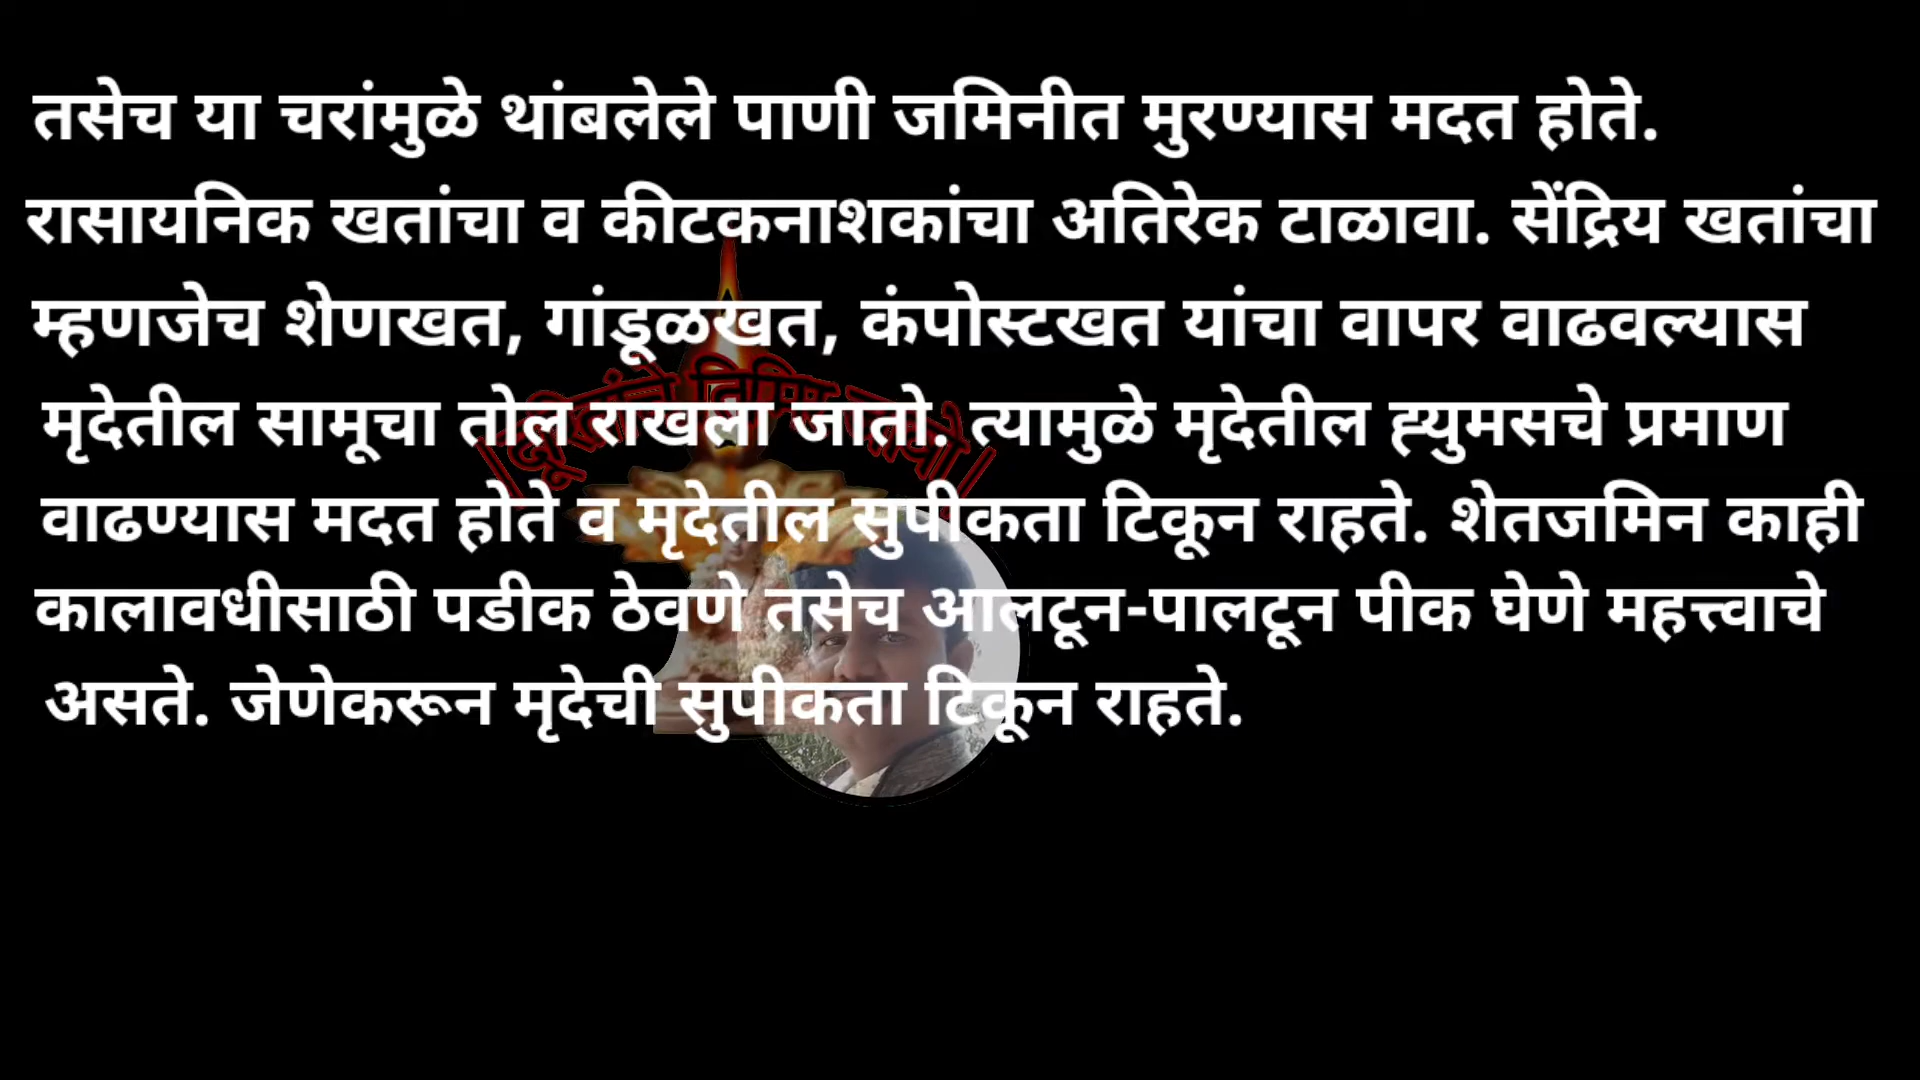 तसेच या चरांमुळे थांबलेले पाणी जमिनीत मुरण्यास मदत होते.
रासायनिक खतांचा व कीटकनाशकांचा अतिरेक टाळावा. सेंद्रिय खतांचा
म्हणजेच शेणखत, गांडूळखत, कंपोस्टखत यांचा वापर वाढवल्यास
मृदेतील सामूचा तोल राखला जातो. त्यामुळे मृदेतील ह्युमसचे प्रमाण
वाढण्यास मदत होते व मृदेतील सुपीकता टिकून राहते. शेतजमिन काही
कालावधीसाठी पडीक ठेवणे तसेच आलटून-पालटून पीक घेणे महत्त्वाचे
असते. जेणेकरून मृदेची सुपीकता टिकून राहते.